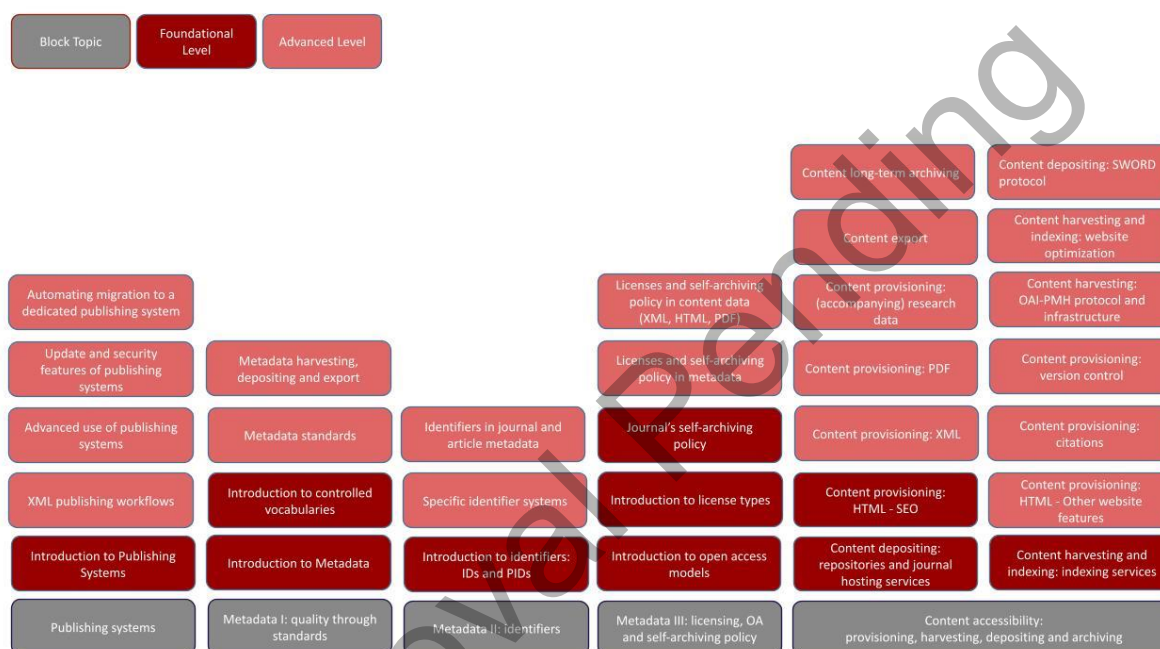 Block Topic
Foundational
Level
Advanced Level
Content long-term archiving
Content depositing: SWORD
protocol
Content export
Content harvesting and
indexing: website
optimization
Automating migration to a
dedicated publishing system
Licenses and self-archiving
policy in content data
(XML, HTML, PDF)
Content provisioning:
(accompanying) research
data
Content harvesting:
OAI-PMH protocol and
infrastructure
Update and security
features of publishing
systems
Metadata harvesting,
depositing and export
Licenses and self-archiving
policy in metadata
Content provisioning: PDF
Content provisioning:
version control
Advanced use of publishing
systems
Metadata standards
Identifiers in journal and
article metadata
Journal's self-archiving
policy
Content provisioning: XML
Content provisioning:
citations
XML publishing workflows
Introduction to controlled
vocabularies
Specific identifier systems
Introduction to license types
Content provisioning:
HTML - SEO
Content provisioning:
HTML - Other website
features
Introduction to Publishing
Systems
Introduction to Metadata
Introduction to identifiers:
IDs and PIDs
Introduction to open access
models
Content depositing:
repositories and journal
hosting services
Content harvesting and
indexing: indexing services
Publishing systems
Metadata I: quality through
standards
Metadata II: identifiers
Metadata III: licensing, OA
and self-archiving policy
Content accessibility:
provisioning, harvesting, depositing and archiving
oval Pending